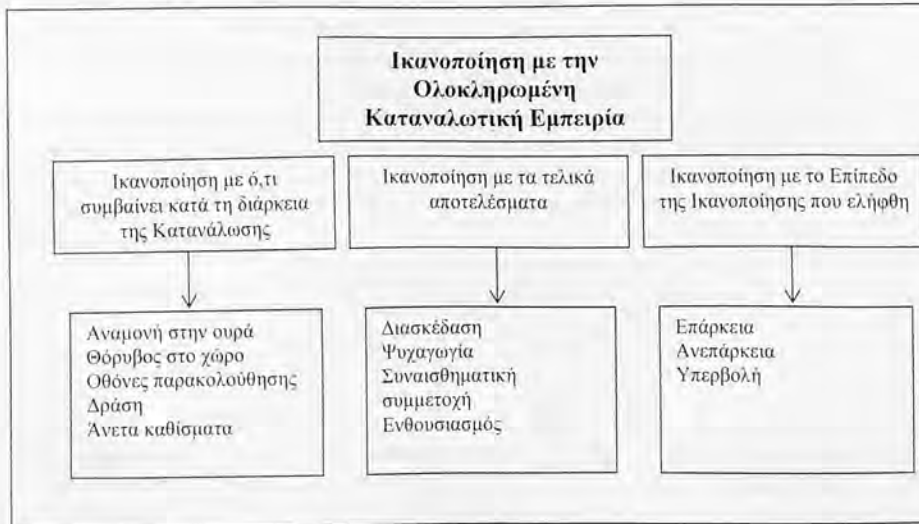 Ικανοποίηση με την
Ολοκληρωμένη
Καταναλωτική Εμπειρία
Ικανοποίηση με ό,τι
συμβαίνει κατά τη διάρκεια
της Κατανάλωσης
Ικανοποίηση με τα τελικά
αποτελέσματα
Ικανοποίηση με το Επίπεδο
της Ικανοποίησης που ελήφθη
Αναμονή στην ουρά
Θόρυβος στο χώρο
Οθόνες παρακολούθησης
Δράση
Άνετα καθίσματα
Διασκέδαση
Ψυχαγωγία
Συναισθηματική
συμμετοχή
Ενθουσιασμός
Επάρκεια
Ανεπάρκεια
Υπερβολή